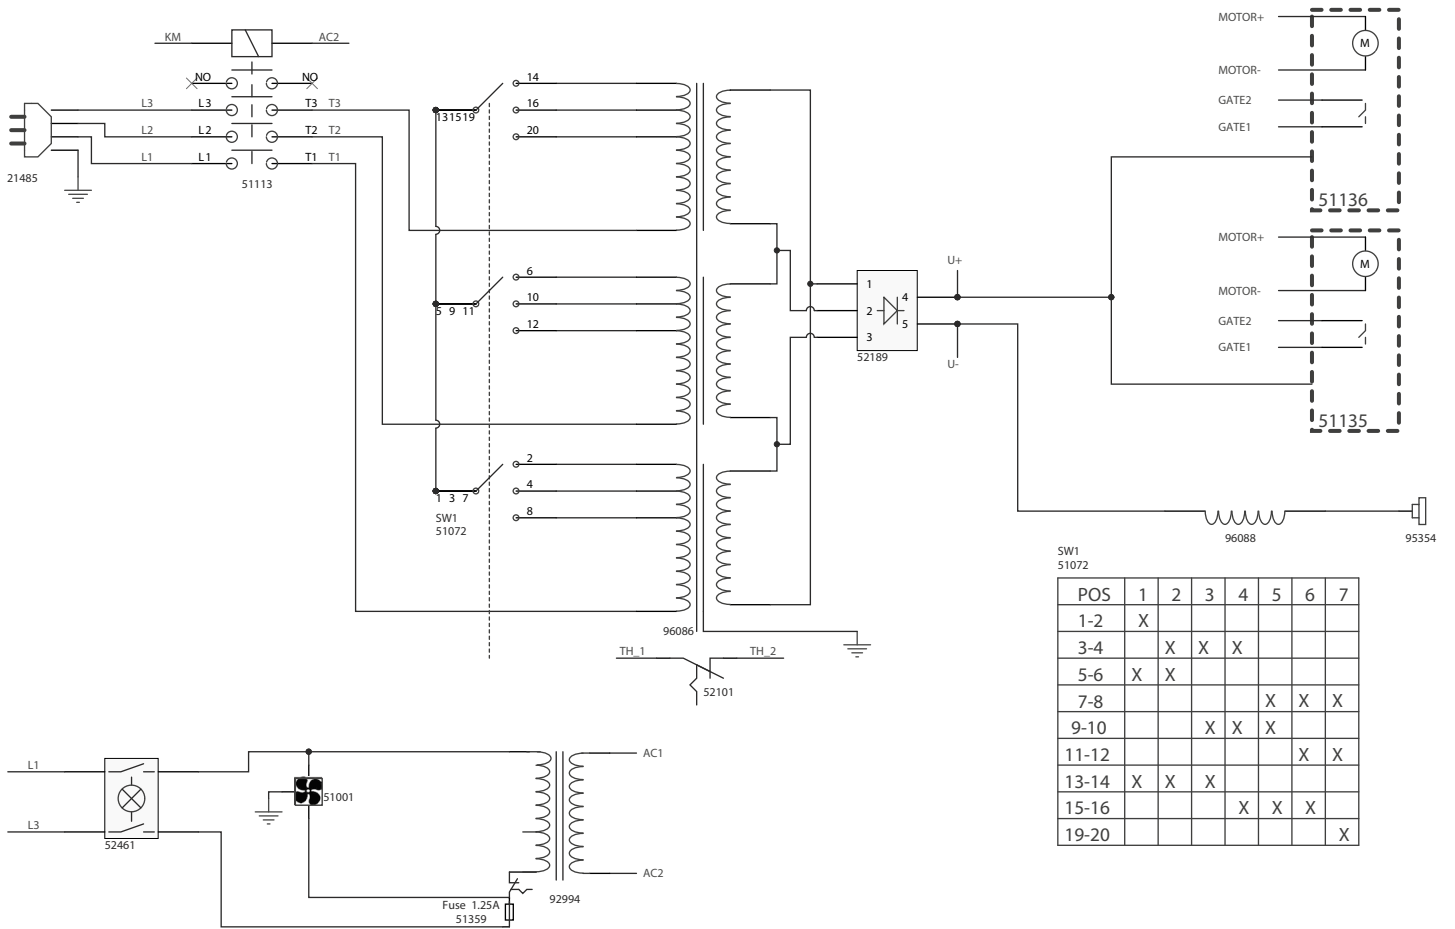 KM AC2
NO NO
L3 L3 T3 T3
L2 L2 T2 T2
L1 L1 T1 T1
21485
51113
14
131519 16
20
6
5 9 11 10
12
2
1 3 7 4
8
SW1
51072
96086
TH_1 TH_2
52101
1
2
3
4
5
52189
U+
U-
MOTOR+
M
MOTOR-
GATE2
GATE1
51136
MOTOR+
M
MOTOR-
GATE2
GATE1
51135
96088
95354
SW1
51072
POS 1 2 3 4 5 6 7
1-2 X
3-4 X X X
5-6 X X
7-8 X X X
9-10 X X X
11-12 X X
13-14 X X X
15-16 X X X
19-20 X
L1
L3
52461
51001
AC1
AC2
92994
Fuse 1.25A
51359